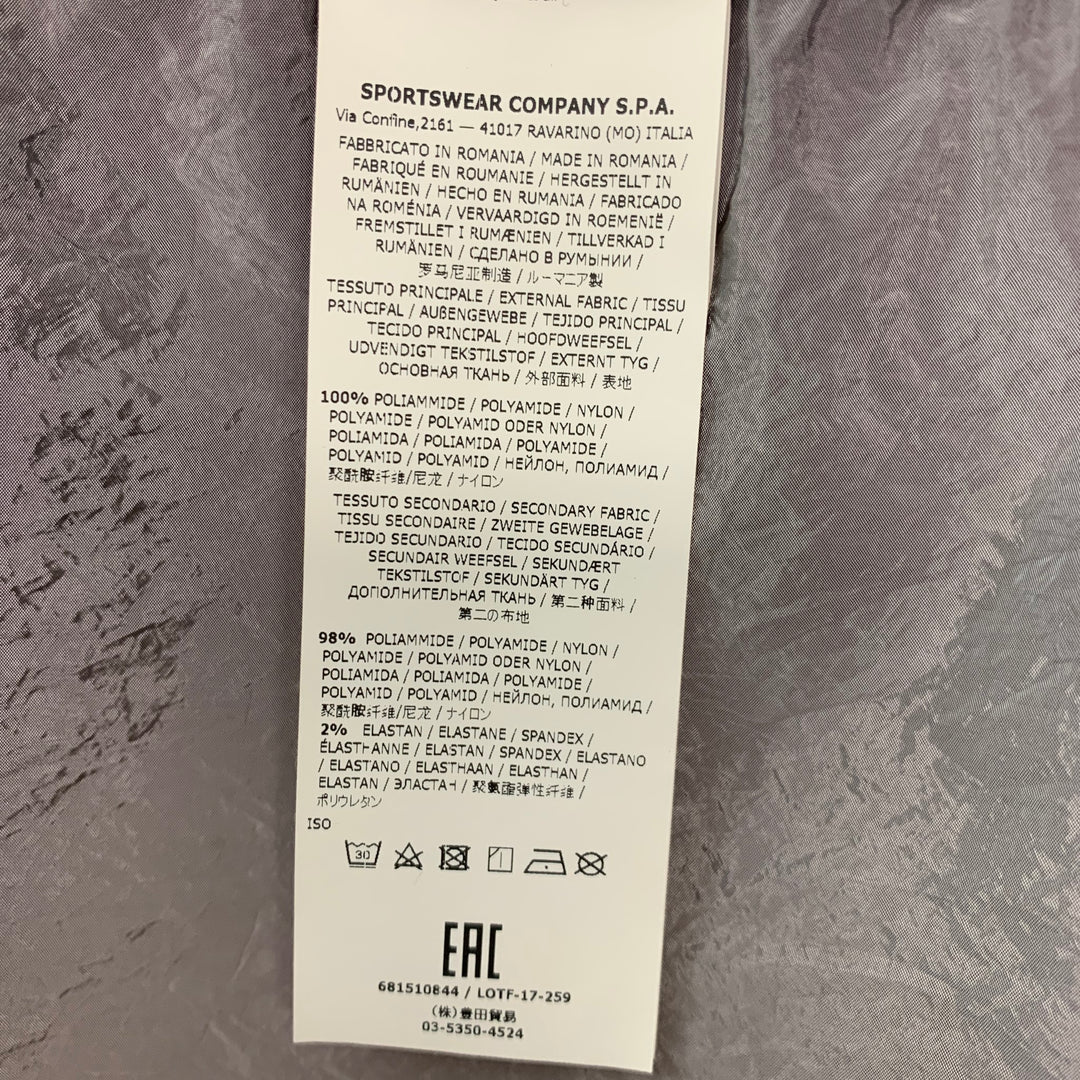 SPORTSWEAR COMPANY S.P.A.
Via Confine,2161 — 41017 RAVARINO (MO) ITALIA
FABBRICATO IN ROMANIA / MADE IN ROMANIA /
FABRIQUÉ EN ROUMANIE / HERGESTELLT IN
RUMÄNIEN / HECHO EN RUMANIA / FABRICADO
NA ROMÉNIA / VERVAARDIGD IN ROEMENIË /
FREMSTILLET I RUMÆNIEN / TILLVERKAD I
RUMÄNIEN / СДЕЛАНО В РУМЫНИИ /
罗马尼亚制造 / ルーマニア製
TESSUTO PRINCIPALE / EXTERNAL FABRIC / TISSU
PRINCIPAL / AUßENGEWEBE / TEJIDO PRINCIPAL /
TECIDO PRINCIPAL / HOOFDWEEFSEL /
UDVENDIGT TEKSTILSTOF / EXTERNT TYG /
ОСНОВНАЯ ТКАНЬ / 外部面料 / 表地
100% POLIAMMIDE / POLYAMIDE / NYLON /
POLYAMIDE / POLYAMID ODER NYLON /
POLIAMIDA / POLIAMIDA / POLYAMIDE /
POLYAMID / POLYAMID / НЕЙЛОН, ПОЛИАМИД /
聚酰胺纤维/尼龙 / ナイロン
TESSUTO SECONDARIO / SECONDARY FABRIC /
TISSU SECONDAIRE / ZWEITE GEWEBELAGE /
TEJIDO SECUNDARIO / TECIDO SECUNDÁRIO /
SECUNDAIR WEEFSEL / SEKUNDÆRT
TEKSTILSTOF / SEKUNDÄRT TYG /
ДОПОЛНИТЕЛЬНАЯ ТКАНЬ / 第二种面料 /
第二の布地
98% POLIAMMIDE / POLYAMIDE / NYLON /
POLYAMIDE / POLYAMID ODER NYLON /
POLIAMIDA / POLIAMIDA / POLYAMIDE /
POLYAMID / POLYAMID / НЕЙЛОН, ПОЛИАМИД /
聚酰胺纤维/尼龙 / ナイロン
2% ELASTAN / ELASTANE / SPANDEX /
ÉLASTHANNE / ELASTAN / SPANDEX / ELASTANO
/ ELASTANO / ELASTHAAN / ELASTHAN /
ELASTAN / ЭЛАСТАН / 聚氨酯弹性纤维 /
ポリウレタン
ISO
30
EAC
681510844 / LOTF-17-259
(株)豊田貿易
03-5350-4524